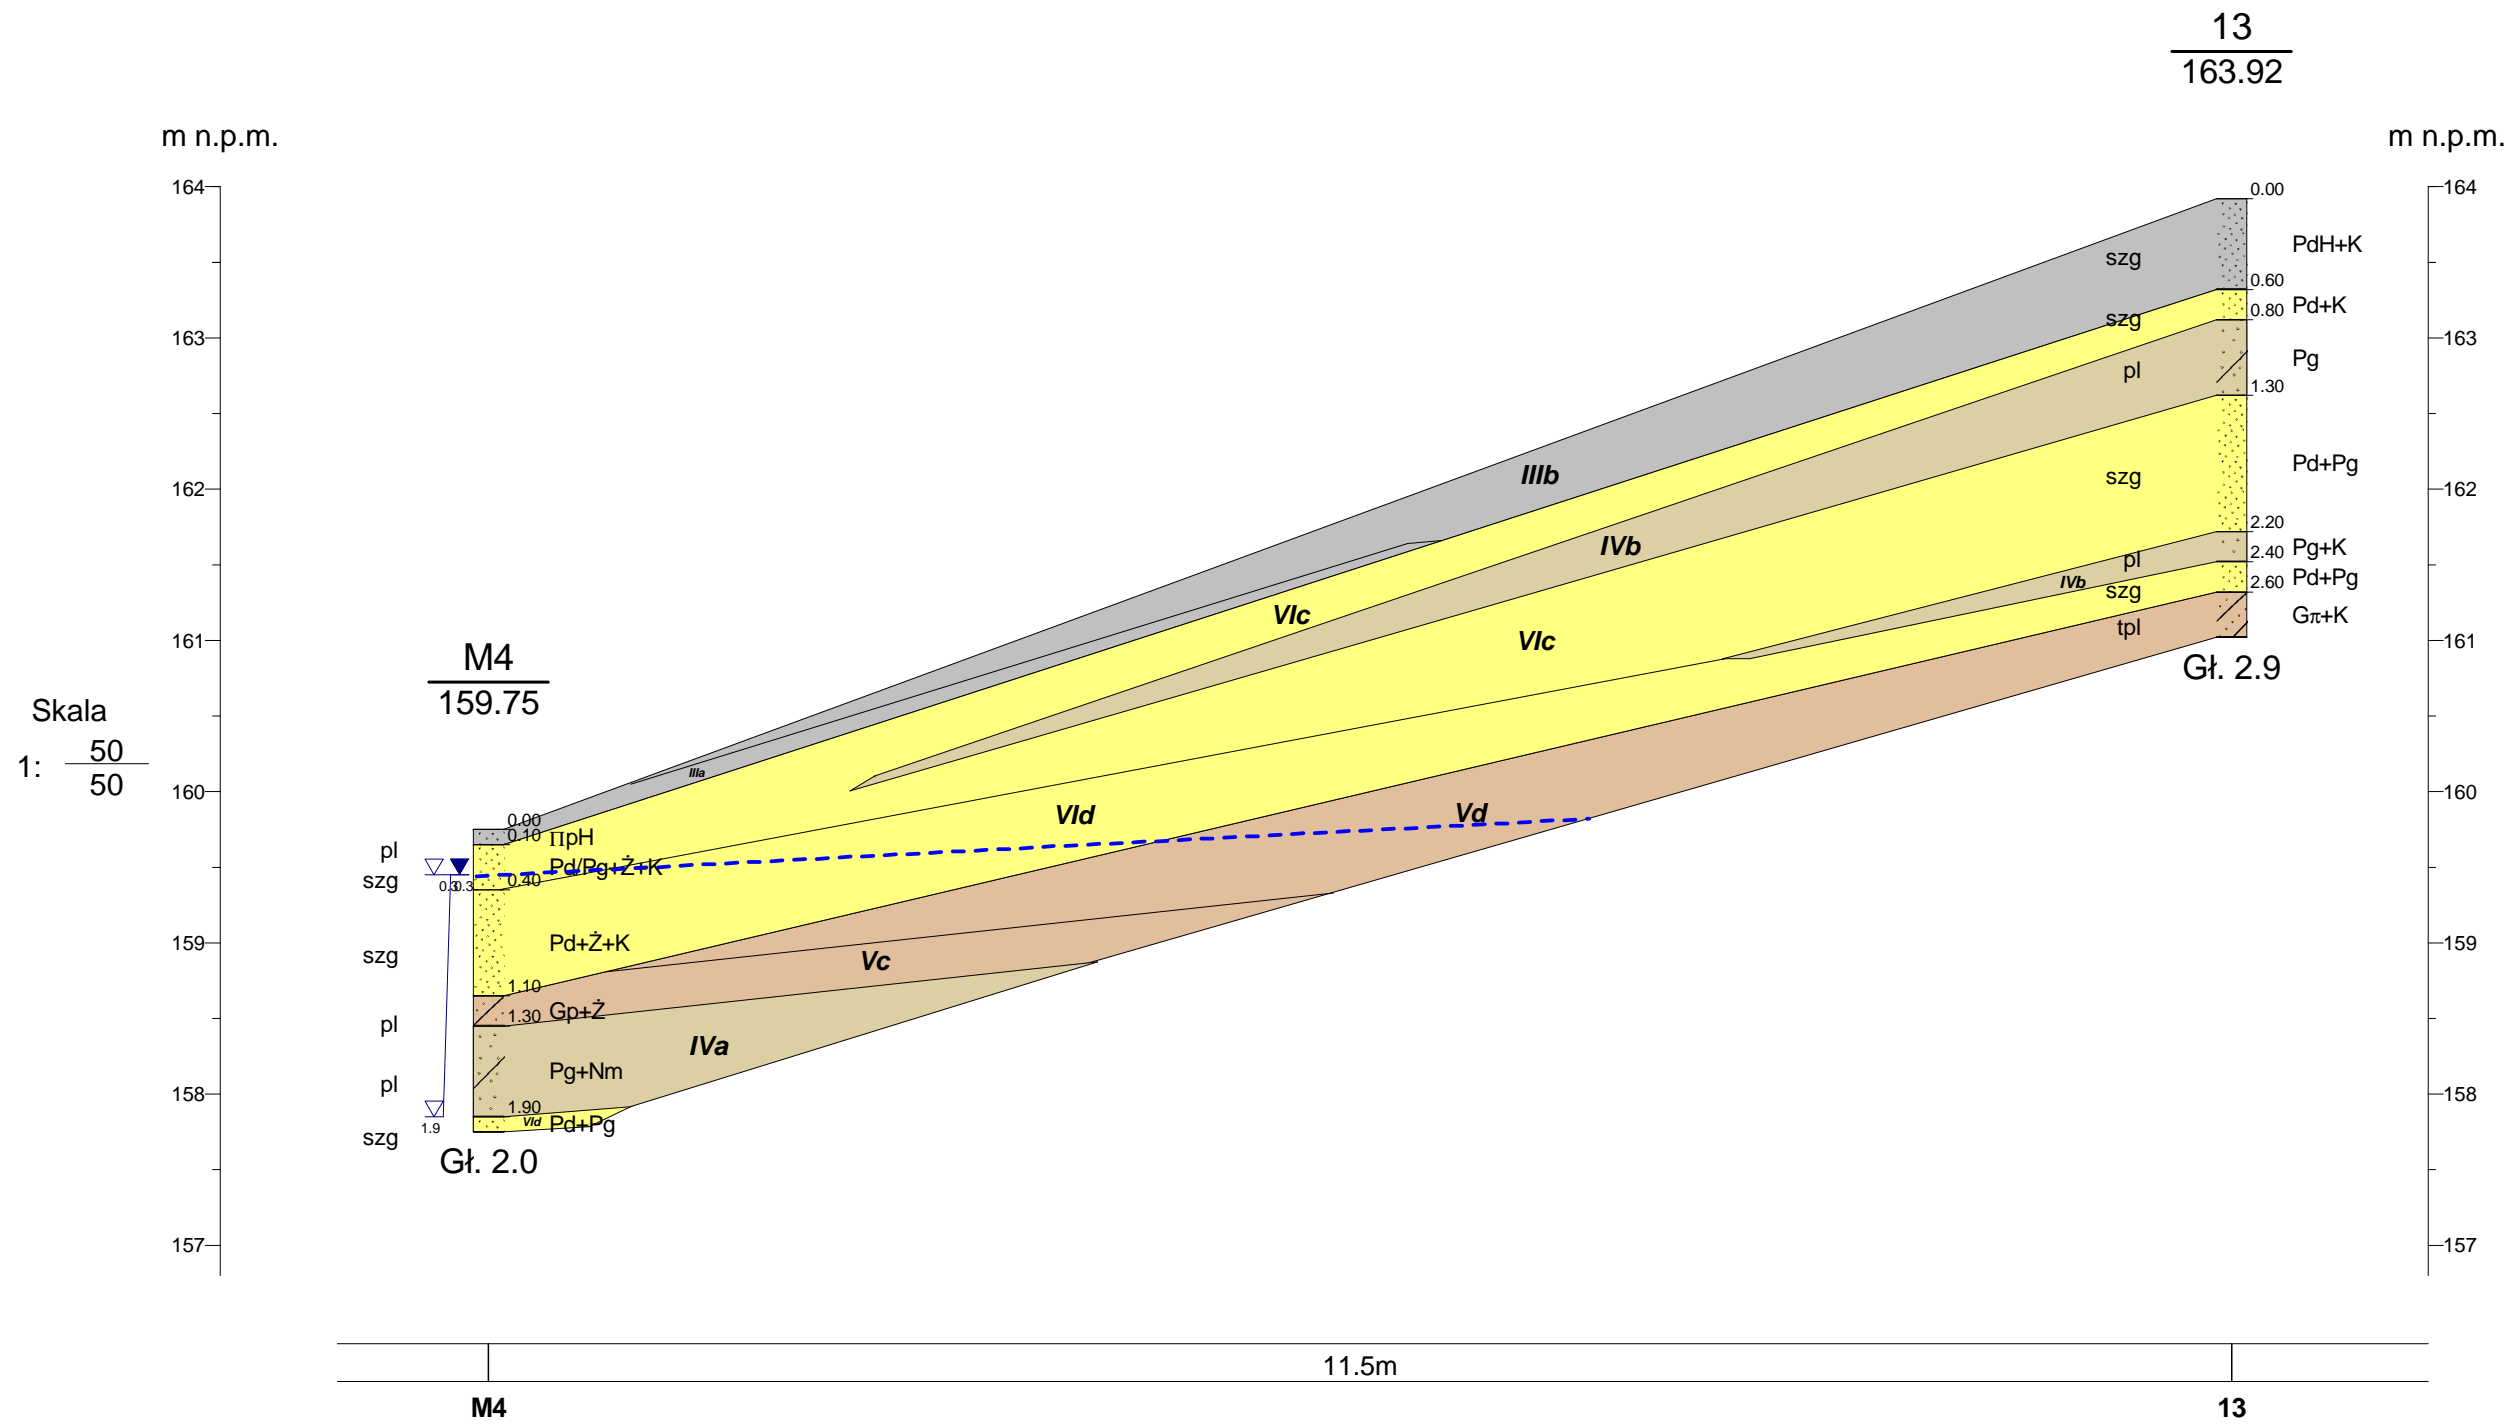 13
163.92
m n.p.m.
m n.p.m.
164
164
0.00
PdH+K
szg
0.60
Pd+K
0.80
szg
163
163
Pg
pl
1.30
Pd+Pg
IIIb
szg
162
162
2.20
IVb
Pg+K
2.40
pl
IVb
Pd+Pg
2.60
szg
VIc
Gπ+K
VIc
tpl
161
161
M4
Gł. 2.9
159.75
Skala
1: 50
50
IIIa
160
160
VId
Vd
0.00
0.10 ΠpH
pl
Pd/Pg+Ż+K
szg
0.3
0.3
0.40
159
159
Pd+Ż+K
szg
Vc
1.10
Gp+Ż
1.30
pl
IVa
Pg+Nm
pl
158
158
1.90
VId
Pd+Pg
1.9
szg
Gł. 2.0
157
157
11.5m
M4
13